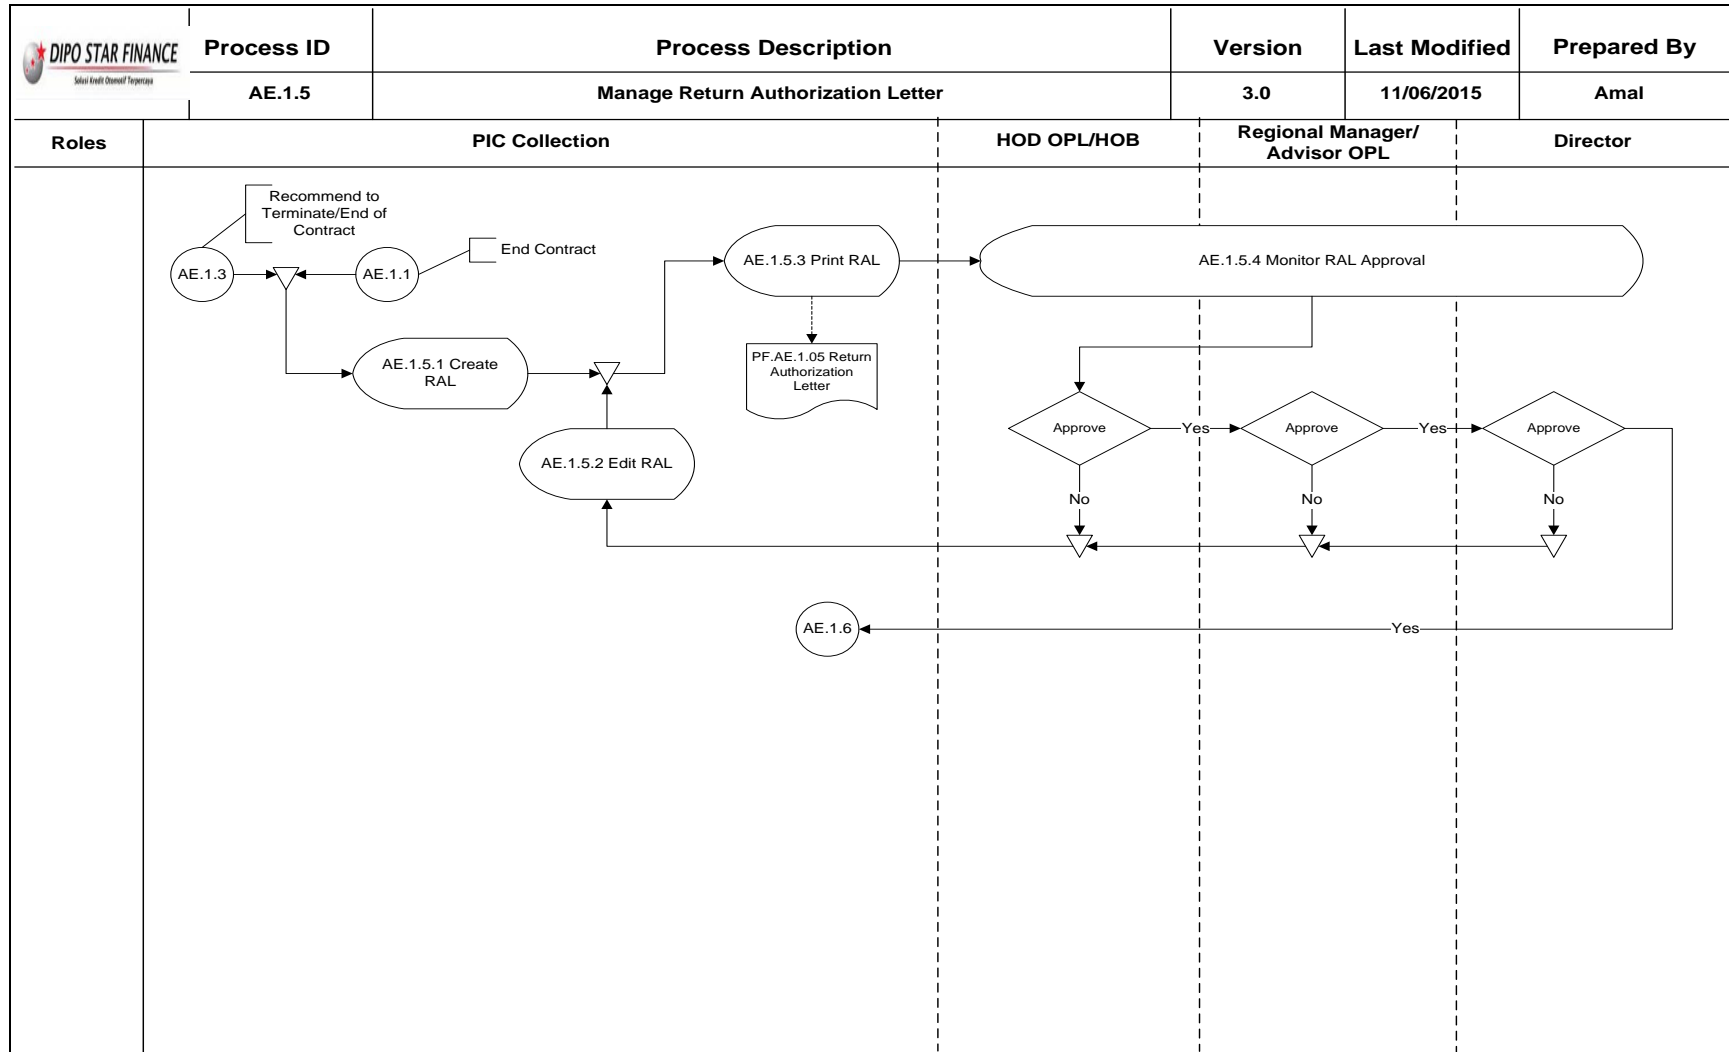 DIPO STAR FINANCE
Solusi Kredit Otomotif Terpercaya
Process ID
Process Description
Version
Last Modified
Prepared By
AE.1.5
Manage Return Authorization Letter
3.0
11/06/2015
Amal
Roles
PIC Collection
HOD OPL/HOB
Regional Manager/
Advisor OPL
Director
Recommend to
Terminate/End of
Contract
End Contract
AE.1.3
AE.1.1
AE.1.5.3 Print RAL
AE.1.5.4 Monitor RAL Approval
AE.1.5.1 Create
RAL
PF.AE.1.05 Return
Authorization
Letter
AE.1.5.2 Edit RAL
Approve
Yes
Approve
Yes
Approve
No
No
No
AE.1.6
Yes